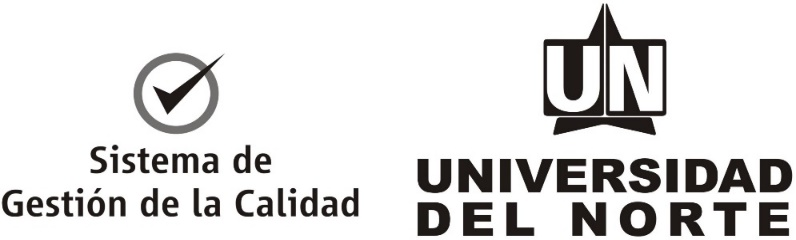 Sistema de
Gestión de la Calidad
UN
UNIVERSIDAD
DEL NORTE